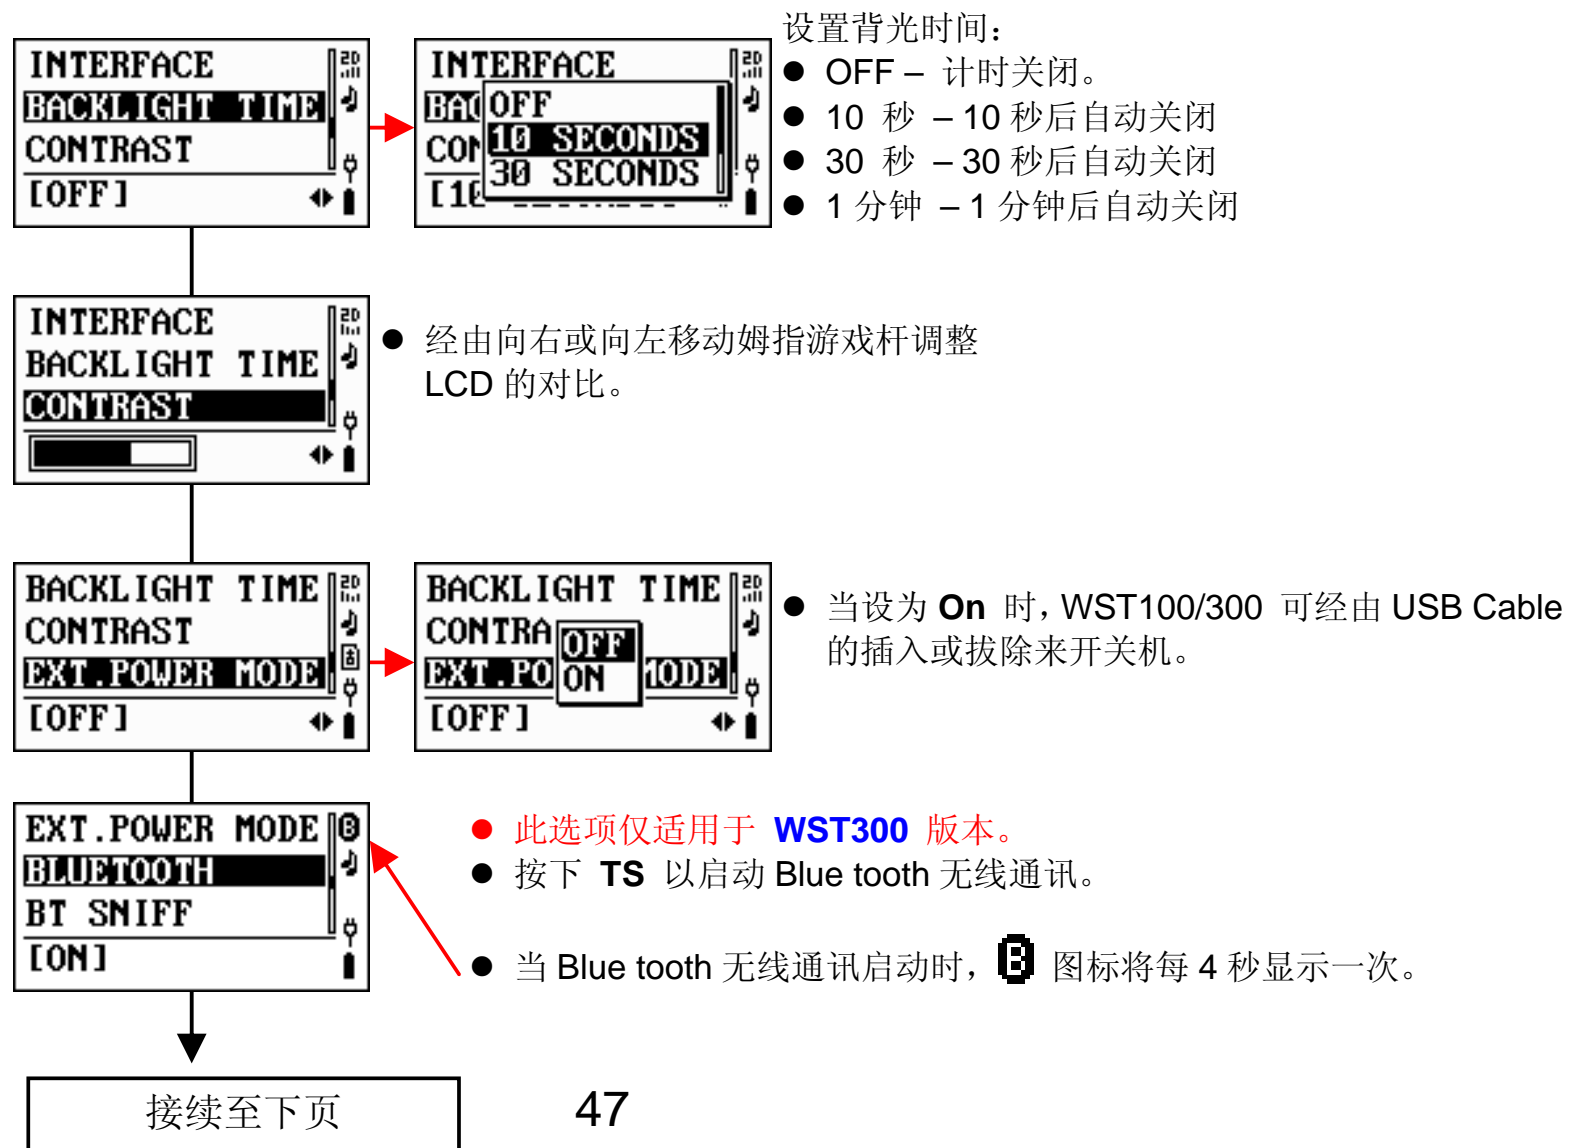 设置背光时间：
INTERFACE
BACKLIGHT TIME
CONTRAST
[OFF]
INTERFACE
OFF
10 SECONDS
30 SECONDS
● OFF – 计时关闭。
● 10 秒 – 10 秒后自动关闭
● 30 秒 – 30 秒后自动关闭
● 1 分钟 – 1 分钟后自动关闭
INTERFACE
BACKLIGHT TIME
CONTRAST
● 经由向右或向左移动姆指游戏杆调整
LCD 的对比。
BACKLIGHT TIME
CONTRAST
EXT.POWER MODE
[OFF]
BACKLIGHT TIME
CONTRA
EXT.PO MODE
OFF
ON
[OFF]
● 当设为 On 时，WST100/300 可经由 USB Cable
的插入或拔除来开关机。
EXT.POWER MODE
BLUETOOTH
BT SNIFF
[ON]
● 此选项仅适用于 WST300 版本。
● 按下 TS 以启动 Blue tooth 无线通讯。
● 当 Blue tooth 无线通讯启动时， B 图标将每 4 秒显示一次。
接续至下页
47